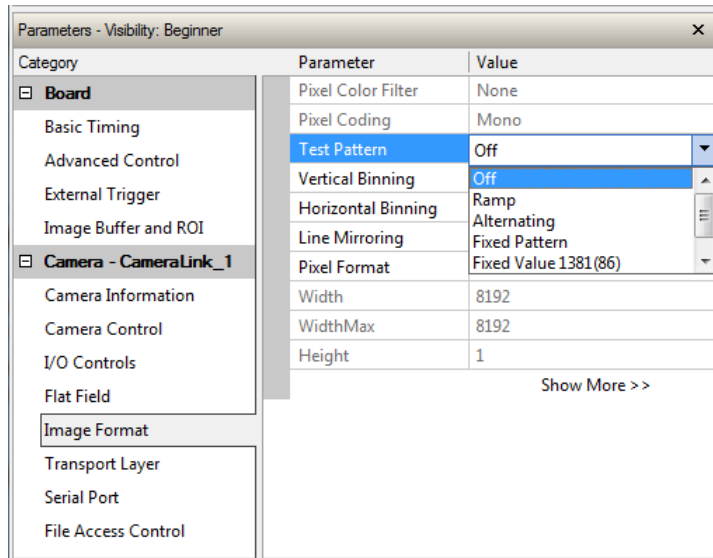 Parameters - Visibility: Beginner
Category
Board
Basic Timing
Advanced Control
External Trigger
Image Buffer and ROI
Camera - CameraLink_1
Camera Information
Camera Control
I/O Controls
Flat Field
Image Format
Transport Layer
Serial Port
File Access Control
Parameter Value
Pixel Color Filter None
Pixel Coding Mono
Test Pattern Off
Vertical Binning Off
Ramp
Horizontal Binning Alternating
Line Mirroring Fixed Pattern
Pixel Format Fixed Value 1381(86)
Width 8192
WidthMax 8192
Height 1
Show More >>